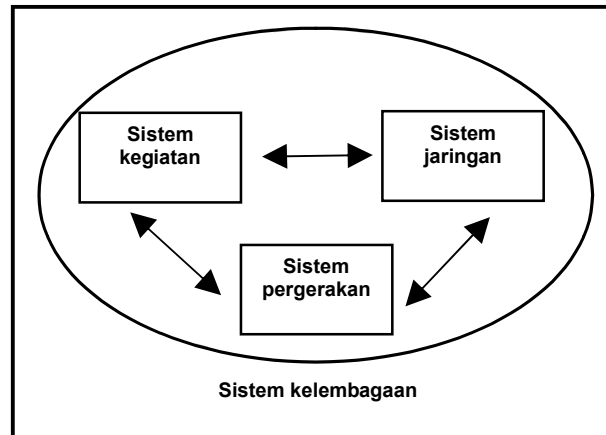 Sistem
kegiatan
Sistem
jaringan
Sistem
pergerakan
Sistem kelembagaan